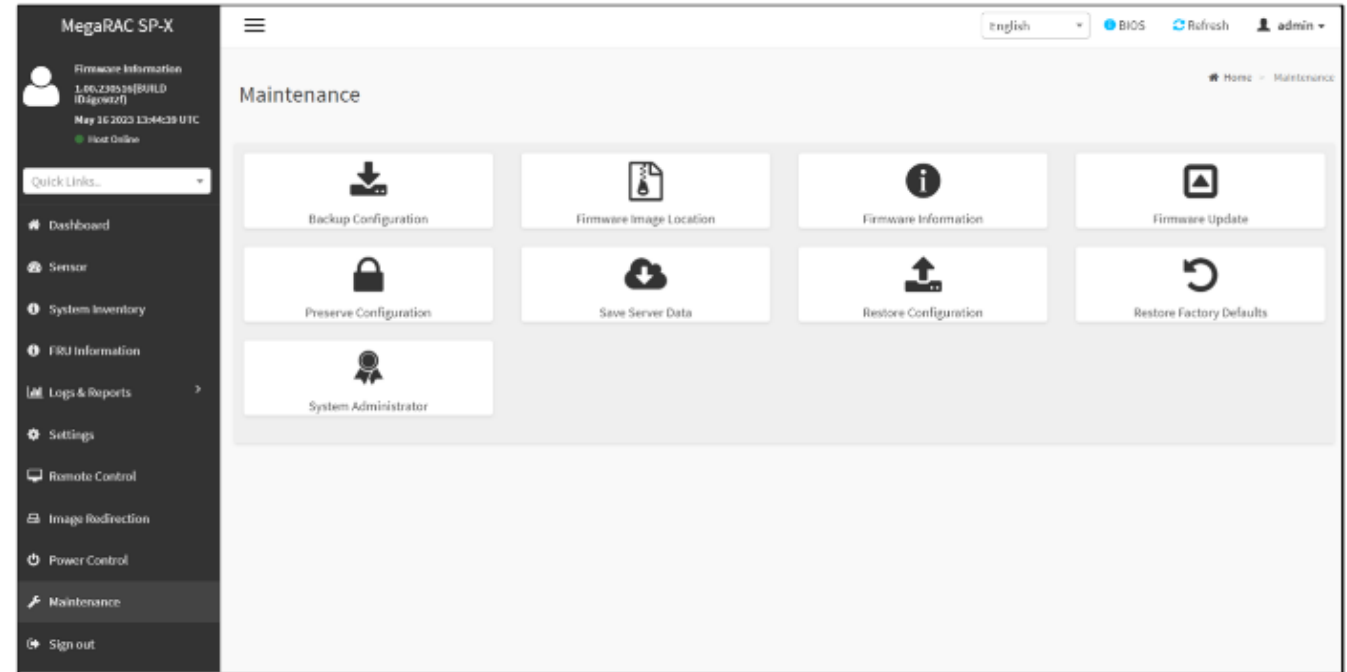 MegaRAC SP-X
English
BIOS
Refresh
admin
Firmware Information
May 16 2023 13:44:39 UTC
Host Online
Quick Links...
Dashboard
Sensor
System Inventory
FRU Information
Logs & Reports
Settings
Remote Control
Image Redirection
Power Control
Maintenance
Sign out
Home - Maintenance
Maintenance
Backup Configuration
Firmware Image Location
Firmware Information
Firmware Update
Preserve Configuration
Save Server Data
Restore Configuration
Restore Factory Defaults
System Administrator